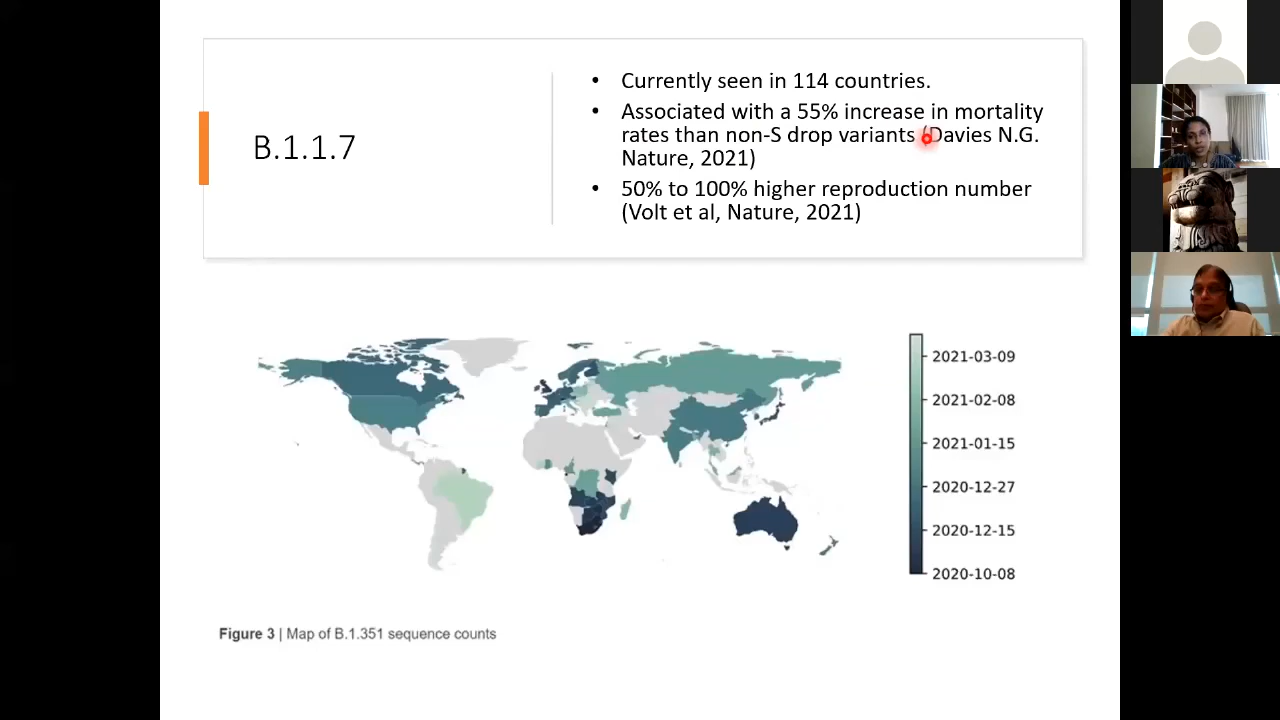 B.1.1.7
• Currently seen in 114 countries.
• Associated with a 55% increase in mortality
rates than non-S drop variants (Davies N.G.
Nature, 2021)
• 50% to 100% higher reproduction number
(Volt et al, Nature, 2021)
2021-03-09
2021-02-08
2021-01-15
2020-12-27
2020-12-15
2020-10-08
Figure 3 | Map of B.1.351 sequence counts